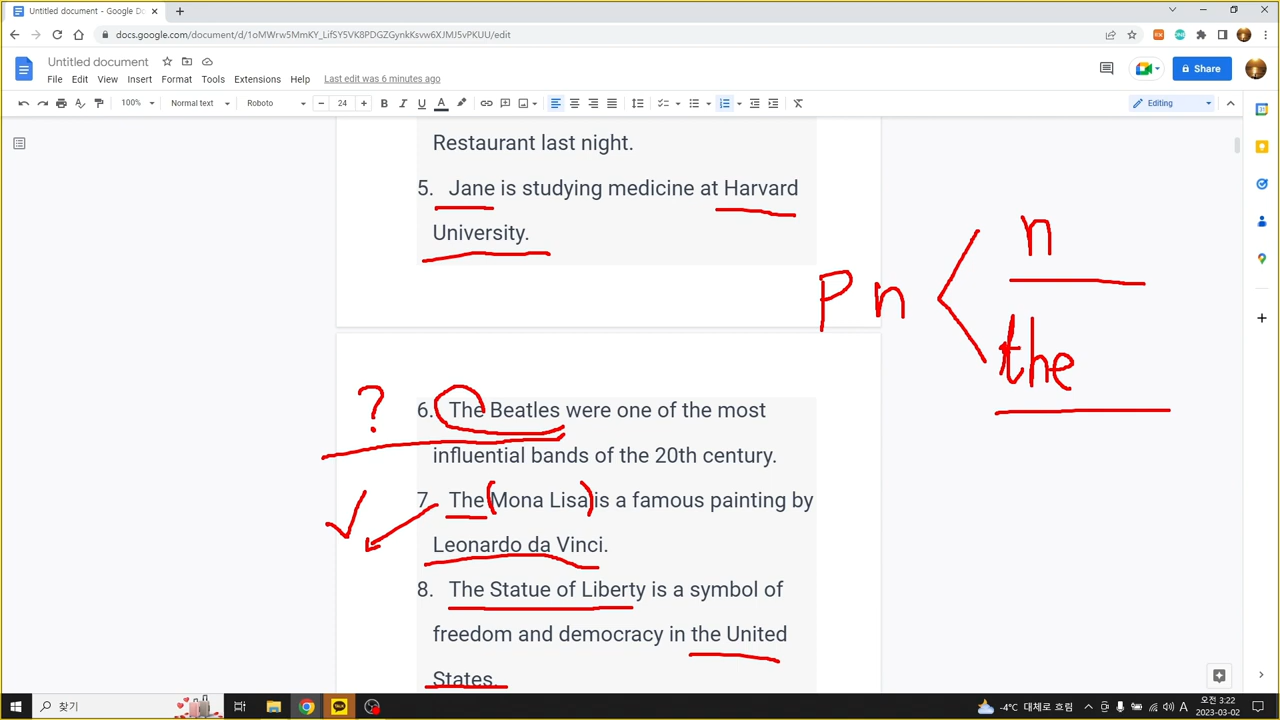 Untitled document - Google Do
docs.google.com/document/d/1oMWrw5MmKY_LifSY5VK8PDGZGynkKsvw6XJMJ5vPKUU/edit
Untitled document
File Edit View Insert Format Tools Extensions Help Last edit was 6 minutes ago
Share
100% Normal text Roboto 24 B I U A Editing
Restaurant last night.
5. Jane is studying medicine at Harvard
University.
n
Pn
the
?
6. The Beatles were one of the most
influential bands of the 20th century.
7. The (Mona Lisa) is a famous painting by
Leonardo da Vinci.
8. The Statue of Liberty is a symbol of
freedom and democracy in the United
States.
찾기
-4°C 대체로 흐림
A
오전 3:22
2023-03-02